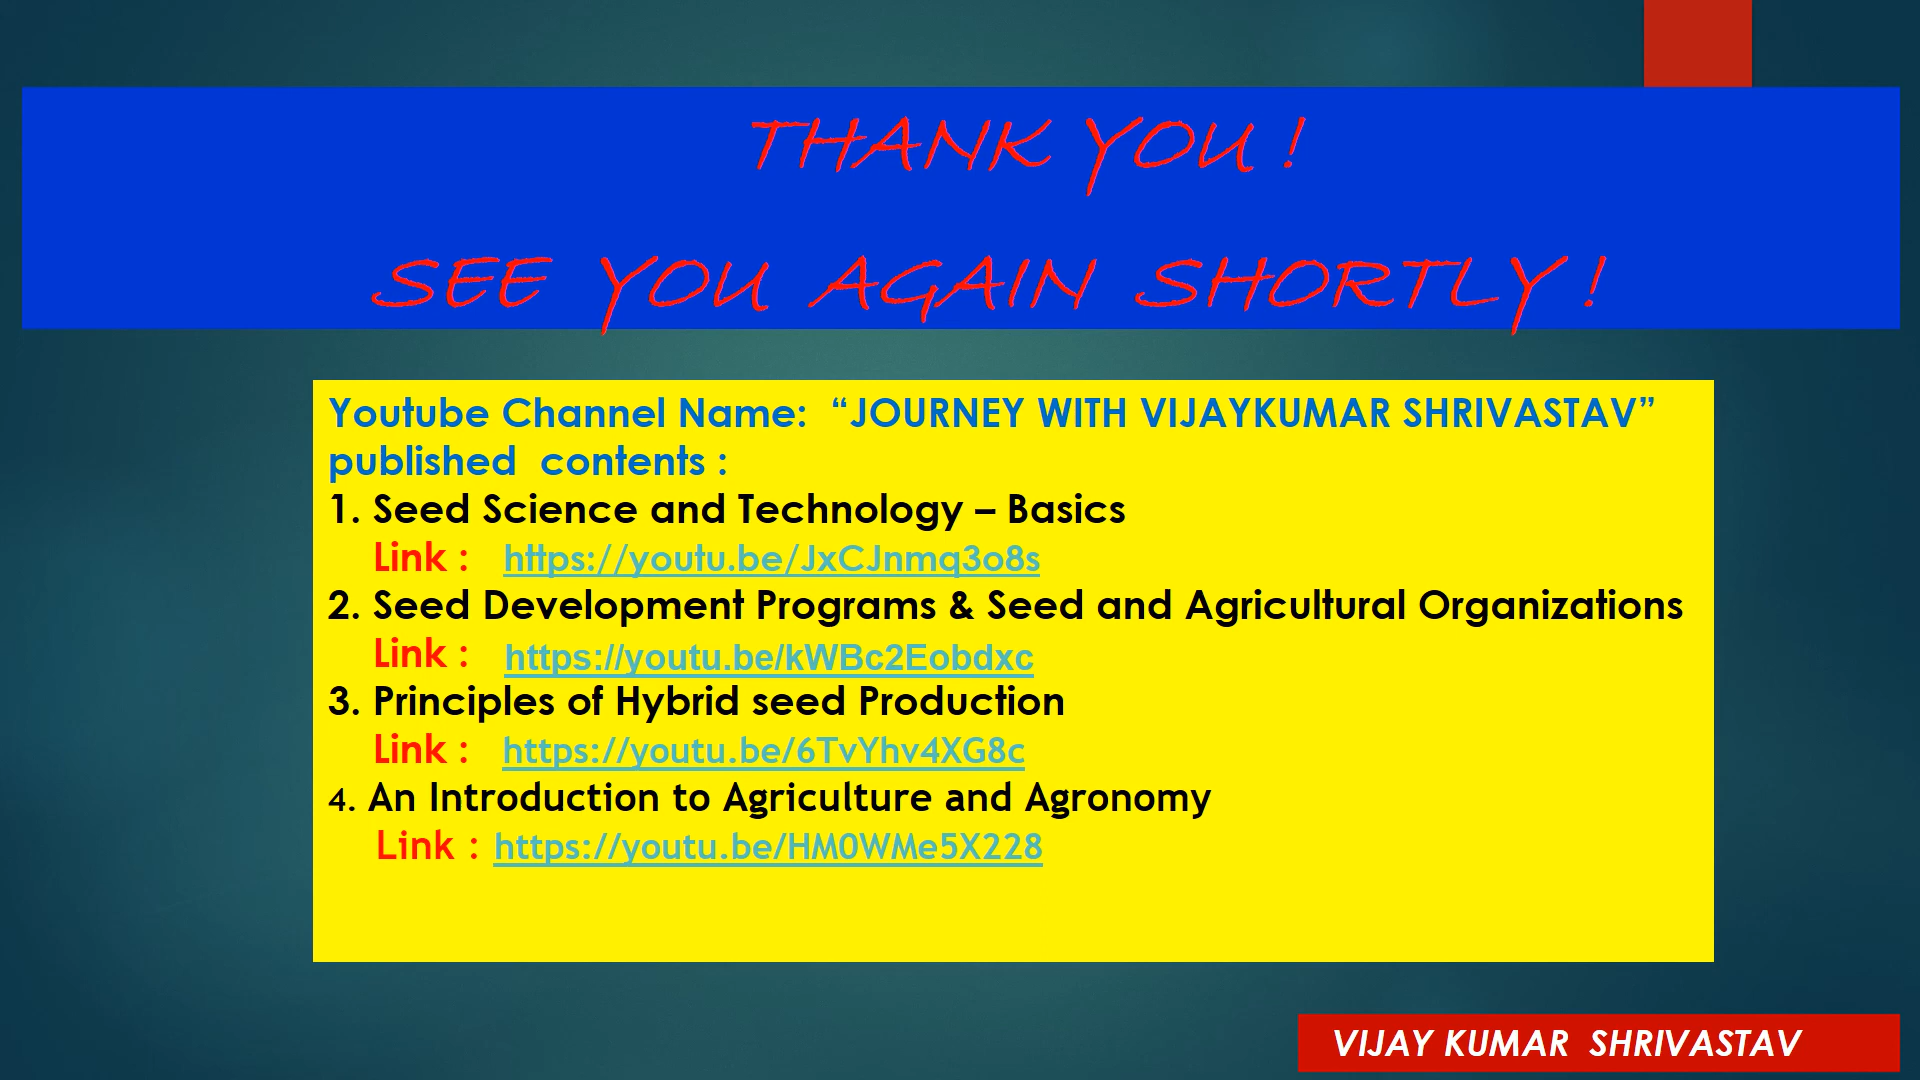 THANK YOU !
SEE YOU AGAIN SHORTLY !
Youtube Channel Name: “JOURNEY WITH VIJAYKUMAR SHRIVASTAV”
published contents :
1. Seed Science and Technology – Basics
Link : https://youtu.be/JxCJnmq3o8s
2. Seed Development Programs & Seed and Agricultural Organizations
Link : https://youtu.be/kWBc2Eobdxc
3. Principles of Hybrid seed Production
Link : https://youtu.be/6TvYhv4XG8c
4. An Introduction to Agriculture and Agronomy
Link : https://youtu.be/HM0WMe5X228
VIJAY KUMAR SHRIVASTAV